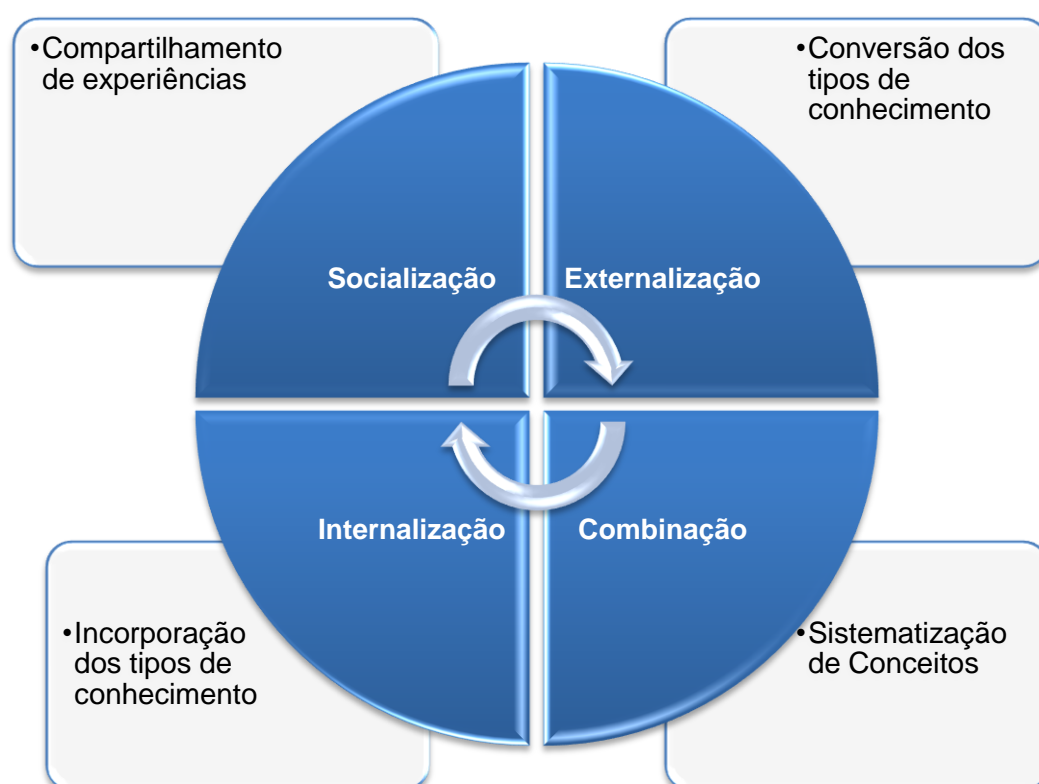 •Compartilhamento
de experiências
•Conversão dos
tipos de
conhecimento
Socialização
Externalização
Internalização
Combinação
•Incorporação
dos tipos de
conhecimento
•Sistematização
de Conceitos